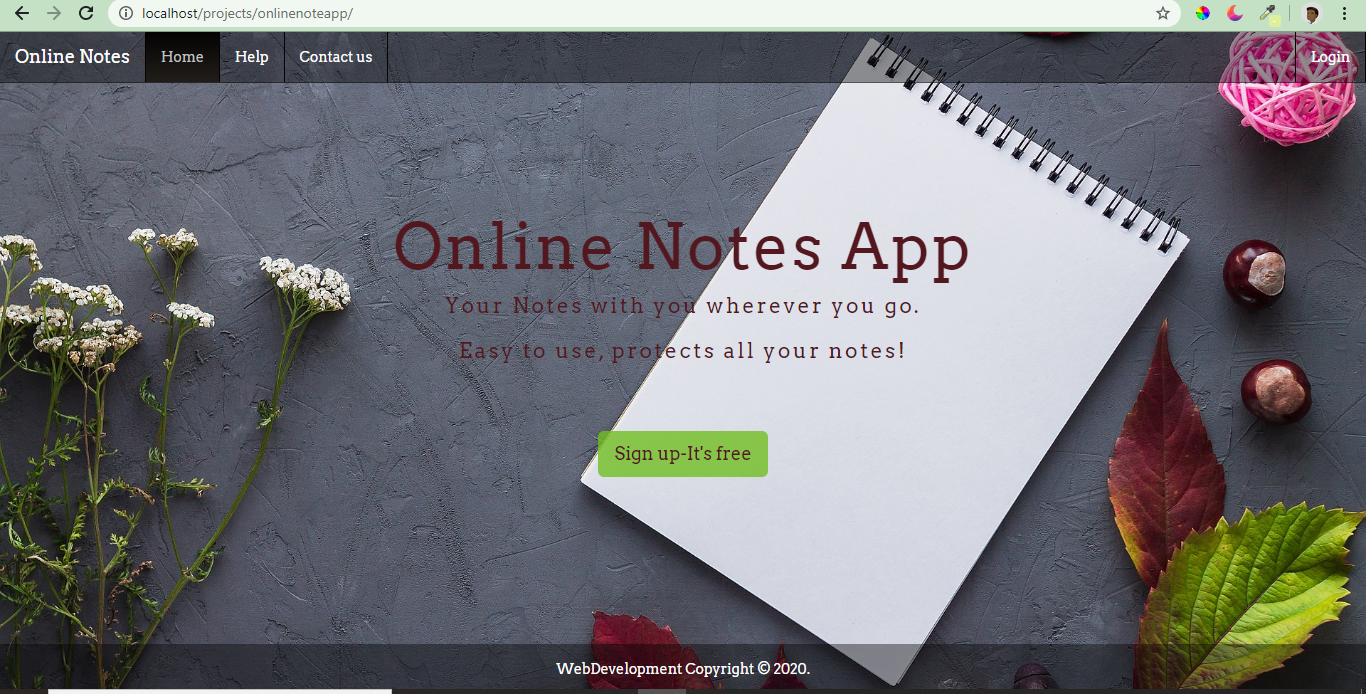 localhost/projects/onlinenoteapp/
Online Notes Home Help Contact us Login
Online Notes App
Your Notes with you wherever you go.
Easy to use, protects all your notes!
Sign up-It's free
WebDevelopment Copyright © 2020.